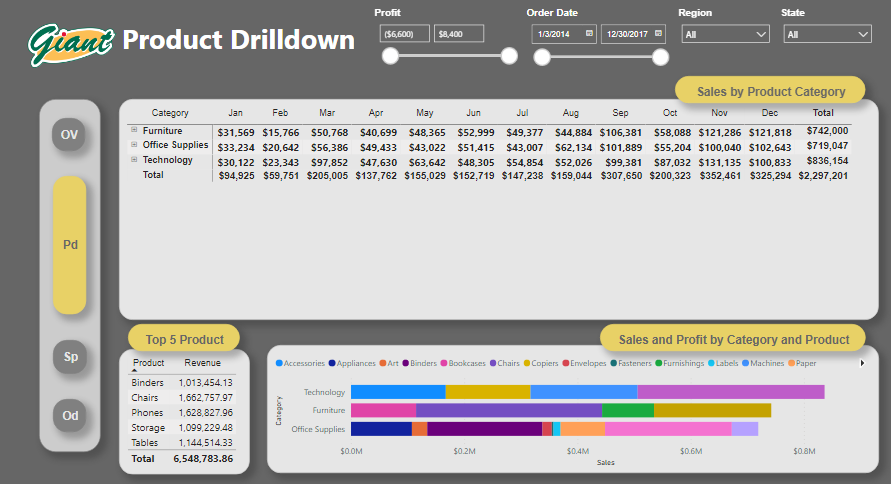 Giant Product Drilldown
Profit
($6,600) $8,400
Order Date
1/3/2014 12/30/2017
Region
All
State
All
OV
Pd
Sp
Od
Sales by Product Category
Category Jan Feb Mar Apr May Jun Jul Aug Sep Oct Nov Dec Total
Furniture $31,569 $15,766 $50,768 $40,699 $48,365 $52,999 $49,377 $44,884 $106,381 $58,088 $121,286 $121,818 $742,000
Office Supplies $33,234 $20,642 $56,386 $49,433 $43,022 $51,415 $43,007 $62,134 $101,889 $55,204 $100,040 $102,643 $719,047
Technology $30,122 $23,343 $97,852 $47,630 $63,642 $48,305 $54,854 $52,026 $99,381 $87,032 $131,135 $100,833 $836,154
Total $94,925 $59,751 $205,005 $137,762 $155,029 $152,719 $147,238 $159,044 $307,650 $200,323 $352,461 $325,294 $2,297,201
Top 5 Product
Product Revenue
Binders 1,013,454.13
Chairs 1,662,757.97
Phones 1,628,827.96
Storage 1,099,229.48
Tables 1,144,514.33
Total 6,548,783.86
Sales and Profit by Category and Product
Accessories Appliances Art Binders Bookcases Chairs Copiers Envelopes Fasteners Furnishings Labels Machines Paper
Category
Technology
Furniture
Office Supplies
$0.0M $0.2M $0.4M $0.6M $0.8M
Sales